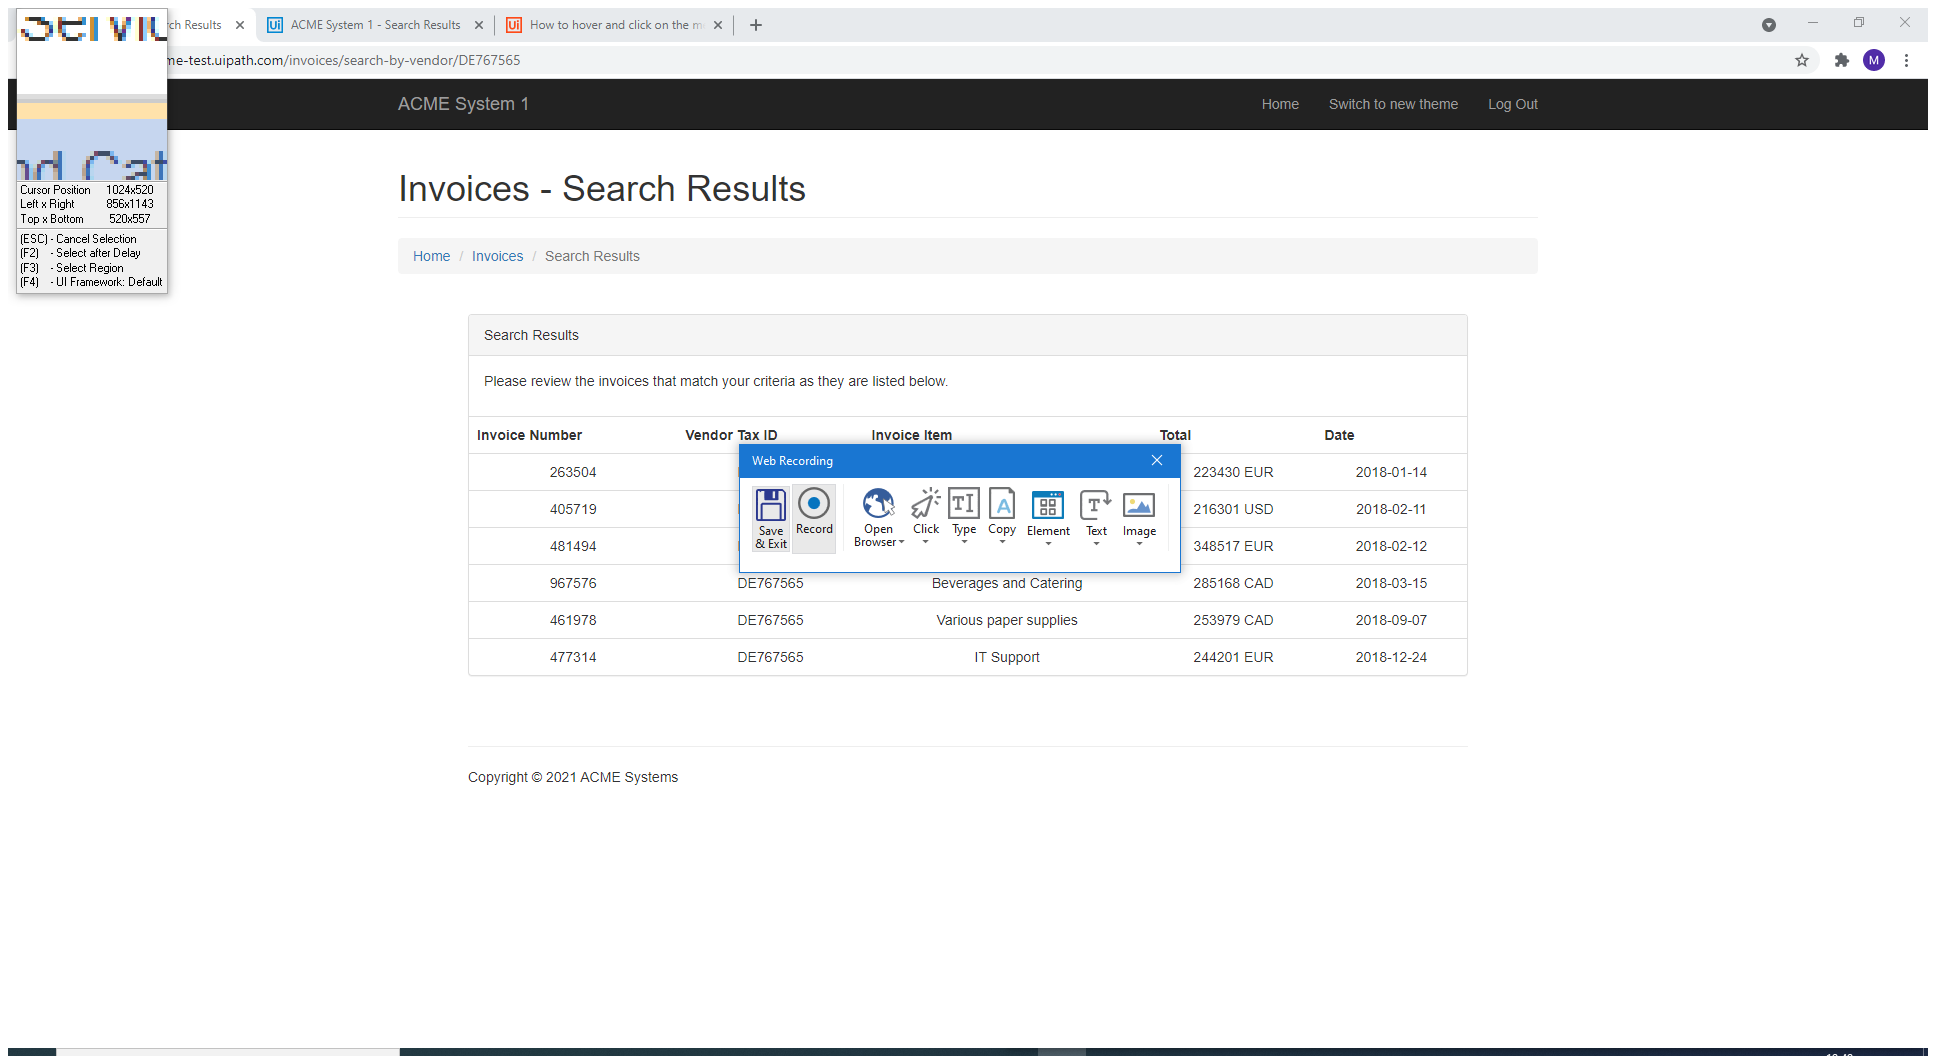 rch Results
ACME System 1 - Search Results
How to hover and click on the m
me-test.uipath.com/invoices/search-by-vendor/DE767565
M
ACME System 1
Home
Switch to new theme
Log Out
nd Cat
Cursor Position 1024x520
Left x Right 856x1143
Top x Bottom 520x557
(ESC) - Cancel Selection
(F2) - Select after Delay
(F3) - Select Region
(F4) - UI Framework: Default
Invoices - Search Results
Home / Invoices / Search Results
Search Results
Please review the invoices that match your criteria as they are listed below.
Invoice Number Vendor Tax ID Invoice Item Total Date
263504 223430 EUR 2018-01-14
405719 216301 USD 2018-02-11
481494 348517 EUR 2018-02-12
967576 DE767565 Beverages and Catering 285168 CAD 2018-03-15
461978 DE767565 Various paper supplies 253979 CAD 2018-09-07
477314 DE767565 IT Support 244201 EUR 2018-12-24
Web Recording
Save & Exit
Record
Open Browser
Click
Type
Copy
Element
Text
Image
Copyright © 2021 ACME Systems